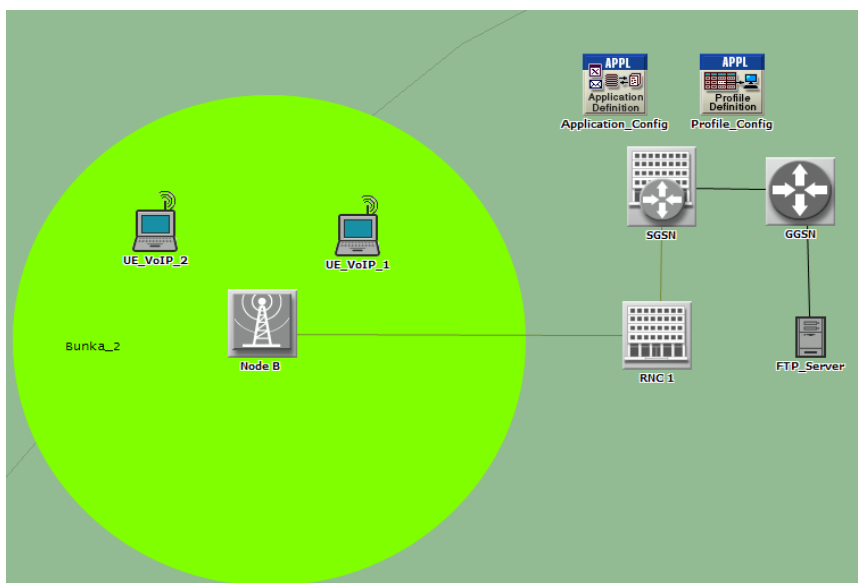 APPL
Application
Definition
Application_Config
APPL
Profile
Definition
Profile_Config
SGSN
GGSN
UE_VoIP_2
UE_VoIP_1
Bunka_2
Node B
RNC 1
FTP_Server